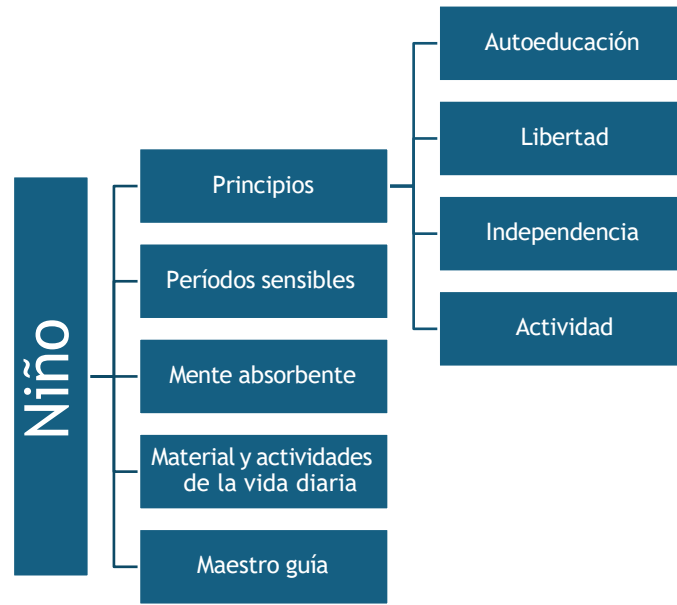 Niño
Principios
Períodos sensibles
Mente absorbente
Material y actividades
de la vida diaria
Maestro guía
Autoeducación
Libertad
Independencia
Actividad